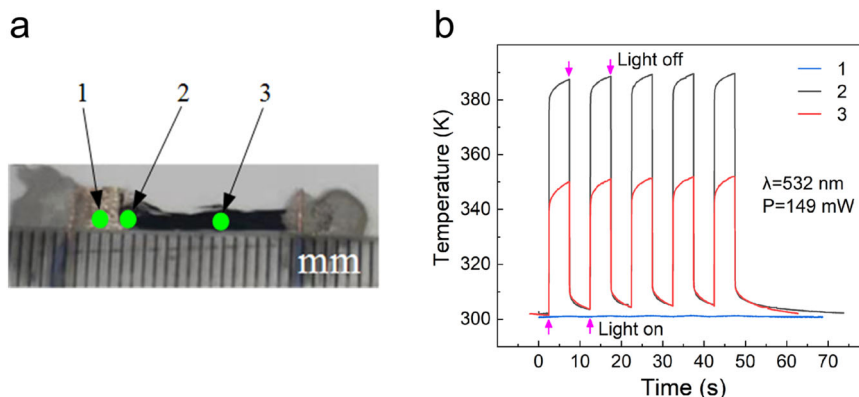 a
1 2 3
mm
b
Light off
1
2
3
λ=532 nm
P=149 mW
Light on
Temperature (K)
380
360
340
320
300
0 10 20 30 40 50 60 70
Time (s)